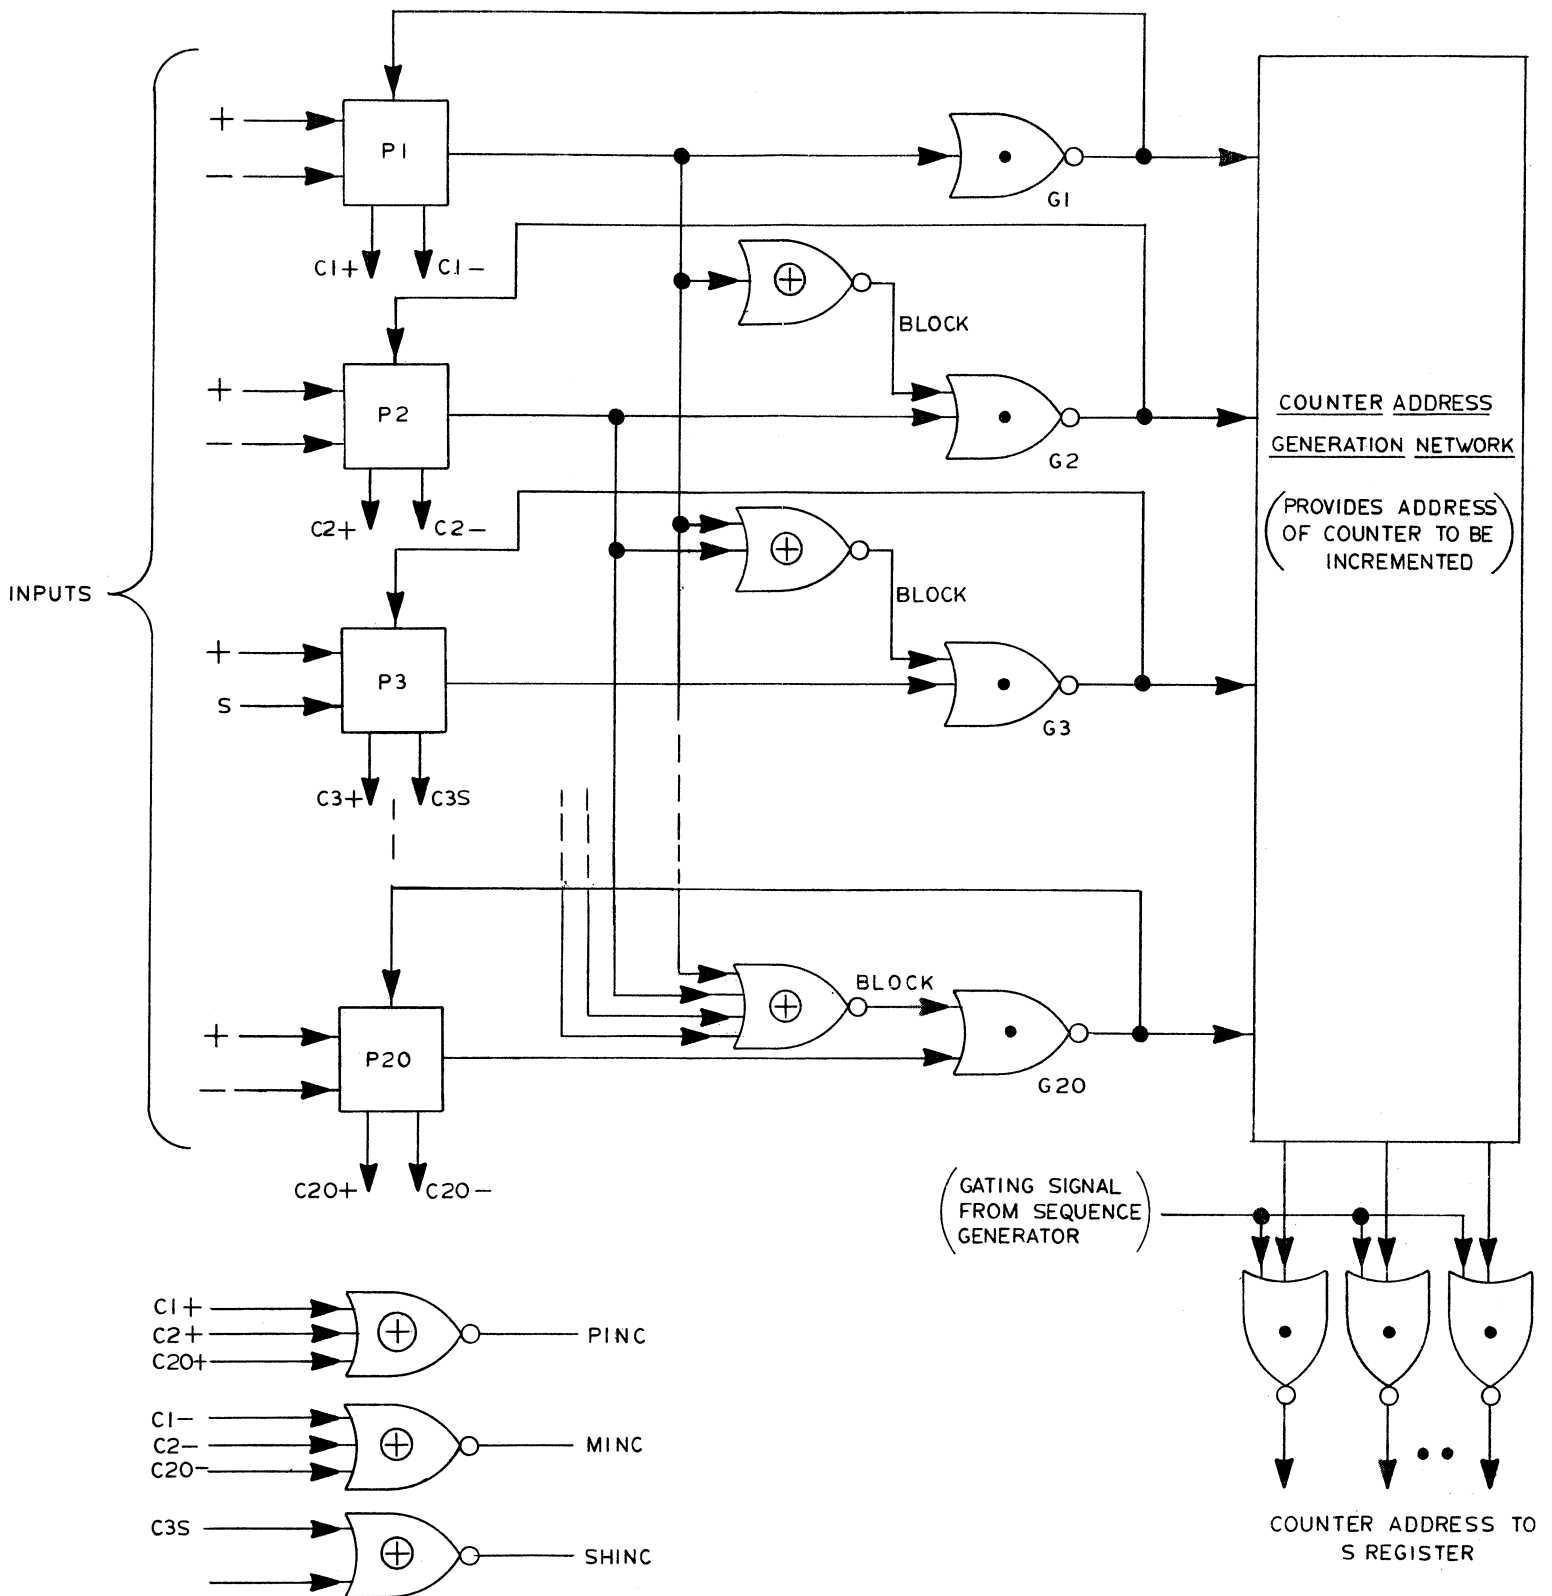 INPUTS
+
−
P1
C1+
C1−
G1
BLOCK
+
−
P2
C2+
C2−
G2
BLOCK
+
S
P3
C3+
C3S
G3
BLOCK
+
−
P20
C20+
C20−
G20
COUNTER ADDRESS
GENERATION NETWORK
(PROVIDES ADDRESS
OF COUNTER TO BE
INCREMENTED)
(GATING SIGNAL
FROM SEQUENCE
GENERATOR)
COUNTER ADDRESS TO
S REGISTER
C1+
C2+
C20+
PINC
C1−
C2−
C20−
MINC
C3S
SHINC